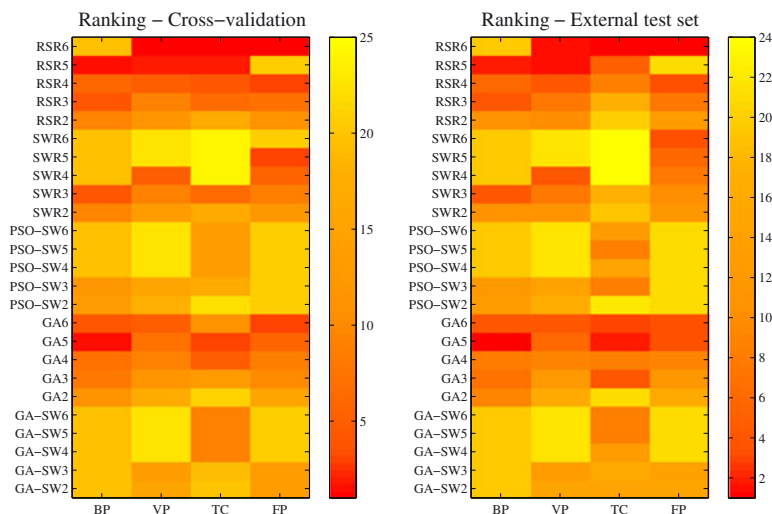 Ranking − Cross−validation
RSR6
RSR5
RSR4
RSR3
RSR2
SWR6
SWR5
SWR4
SWR3
SWR2
PSO−SW6
PSO−SW5
PSO−SW4
PSO−SW3
PSO−SW2
GA6
GA5
GA4
GA3
GA2
GA−SW6
GA−SW5
GA−SW4
GA−SW3
GA−SW2
BP VP TC FP
25
20
15
10
5
Ranking − External test set
RSR6
RSR5
RSR4
RSR3
RSR2
SWR6
SWR5
SWR4
SWR3
SWR2
PSO−SW6
PSO−SW5
PSO−SW4
PSO−SW3
PSO−SW2
GA6
GA5
GA4
GA3
GA2
GA−SW6
GA−SW5
GA−SW4
GA−SW3
GA−SW2
BP VP TC FP
24
22
20
18
16
14
12
10
8
6
4
2